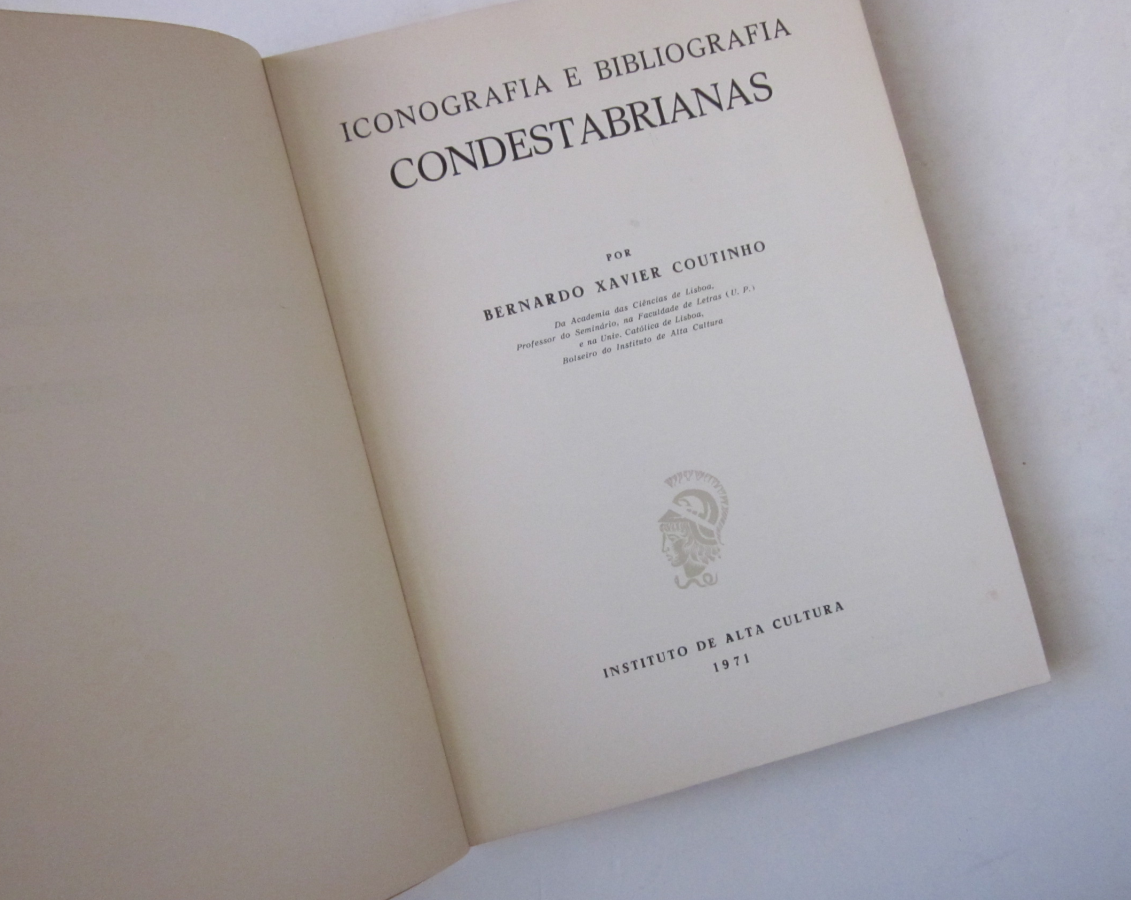 ICONOGRAFIA E BIBLIOGRAFIA
CONDESTABRIANAS
POR
BERNARDO XAVIER COUTINHO
Da Academia das Ciências de Lisboa,
Professor do Seminário, na Faculdade de Letras (U. P.)
e na Univ. Católica de Lisboa,
Bolseiro do Instituto de Alta Cultura
INSTITUTO DE ALTA CULTURA
1971